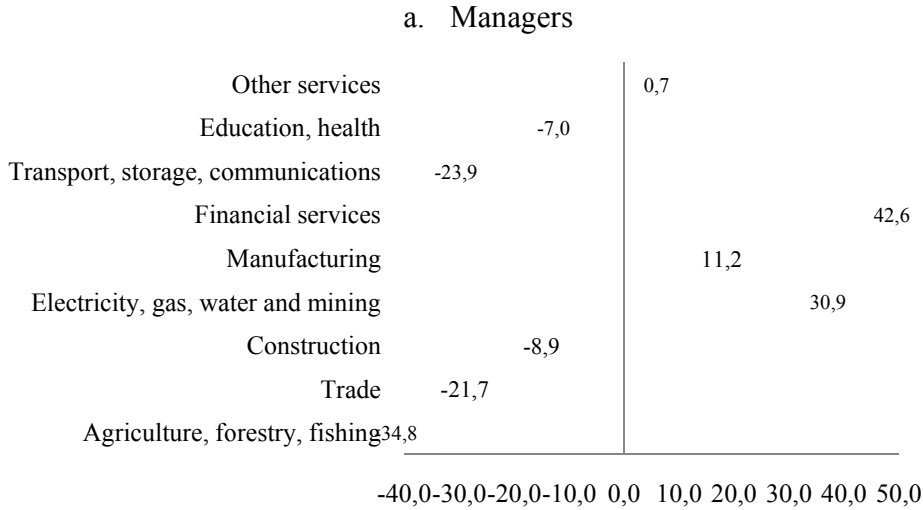 a. Managers
Other services 0,7
Education, health -7,0
Transport, storage, communications -23,9
Financial services 42,6
Manufacturing 11,2
Electricity, gas, water and mining 30,9
Construction -8,9
Trade -21,7
Agriculture, forestry, fishing 34,8
-40,0 -30,0 -20,0 -10,0 0,0 10,0 20,0 30,0 40,0 50,0